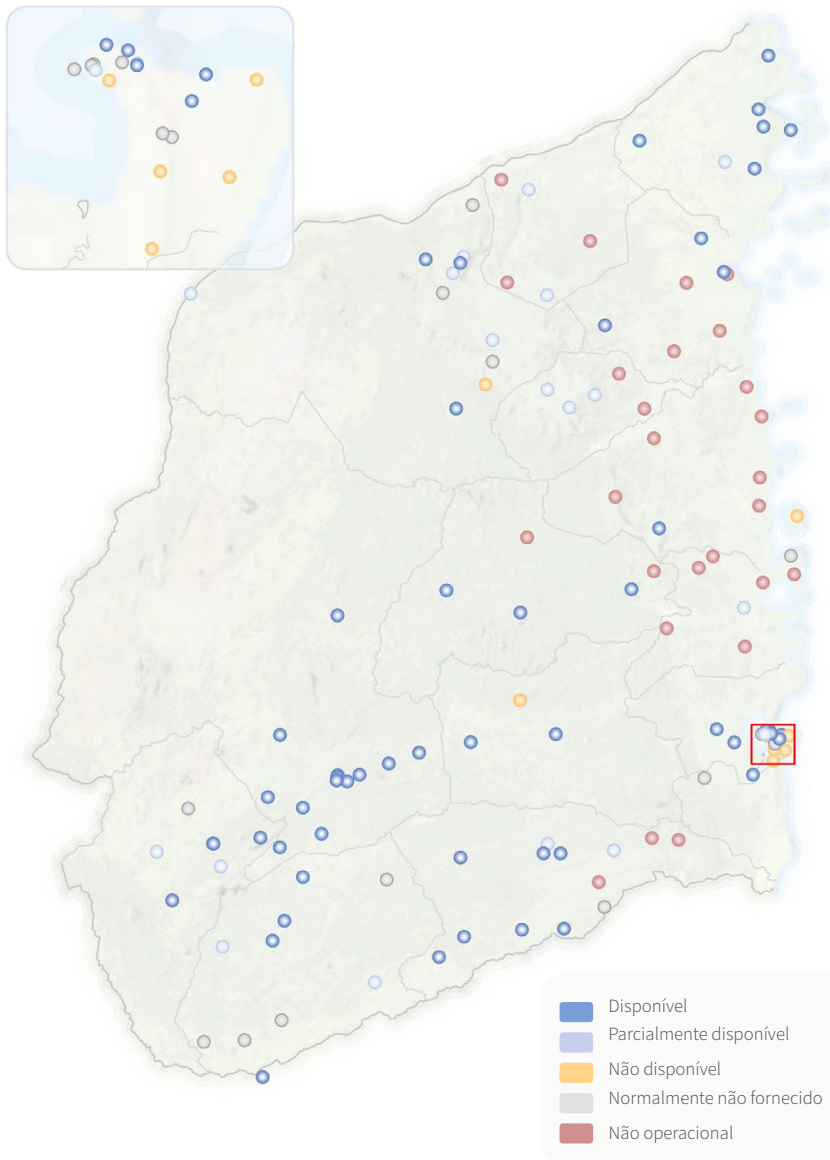 Disponível
Parcialmente disponível
Não disponível
Normalmente não fornecido
Não operacional